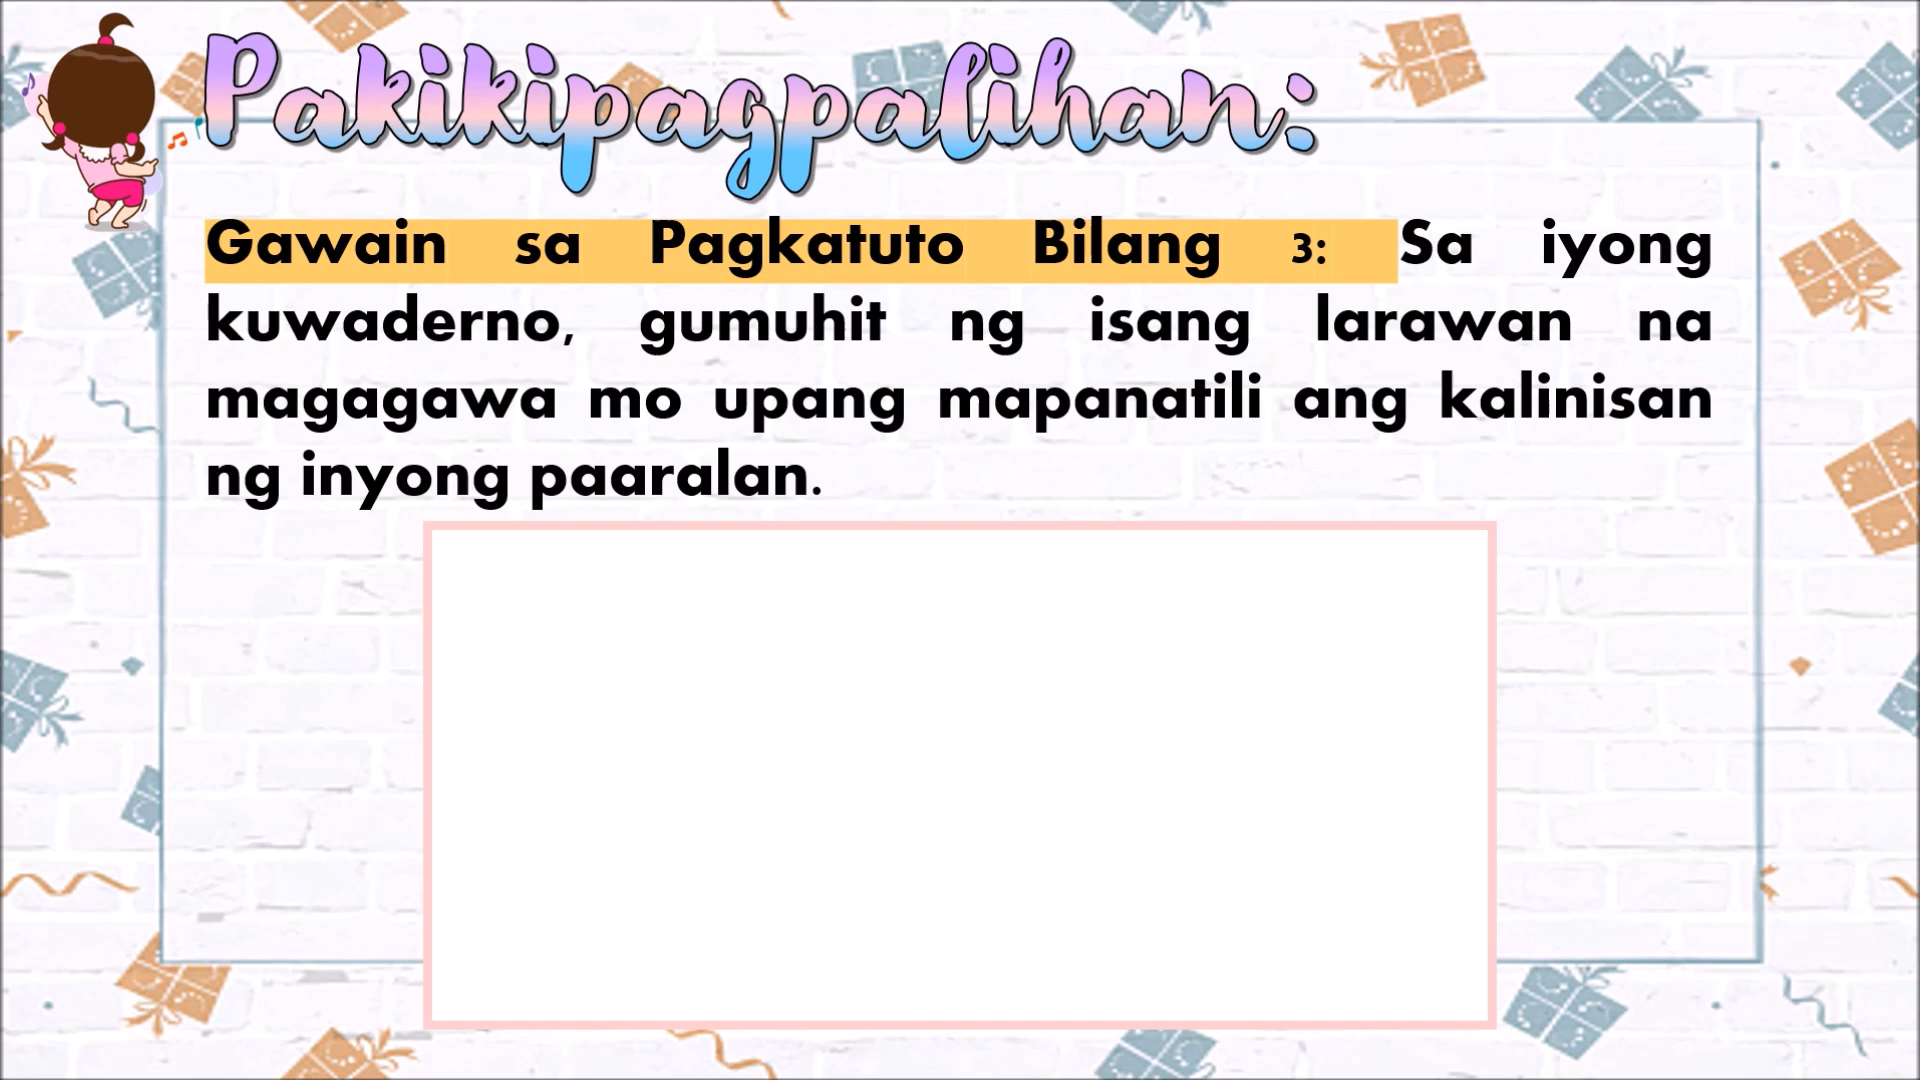 Pakikipagpalihan:
Gawain sa Pagkatuto Bilang 3: Sa iyong
kuwaderno, gumuhit ng isang larawan na
magagawa mo upang mapanatili ang kalinisan
ng inyong paaralan.